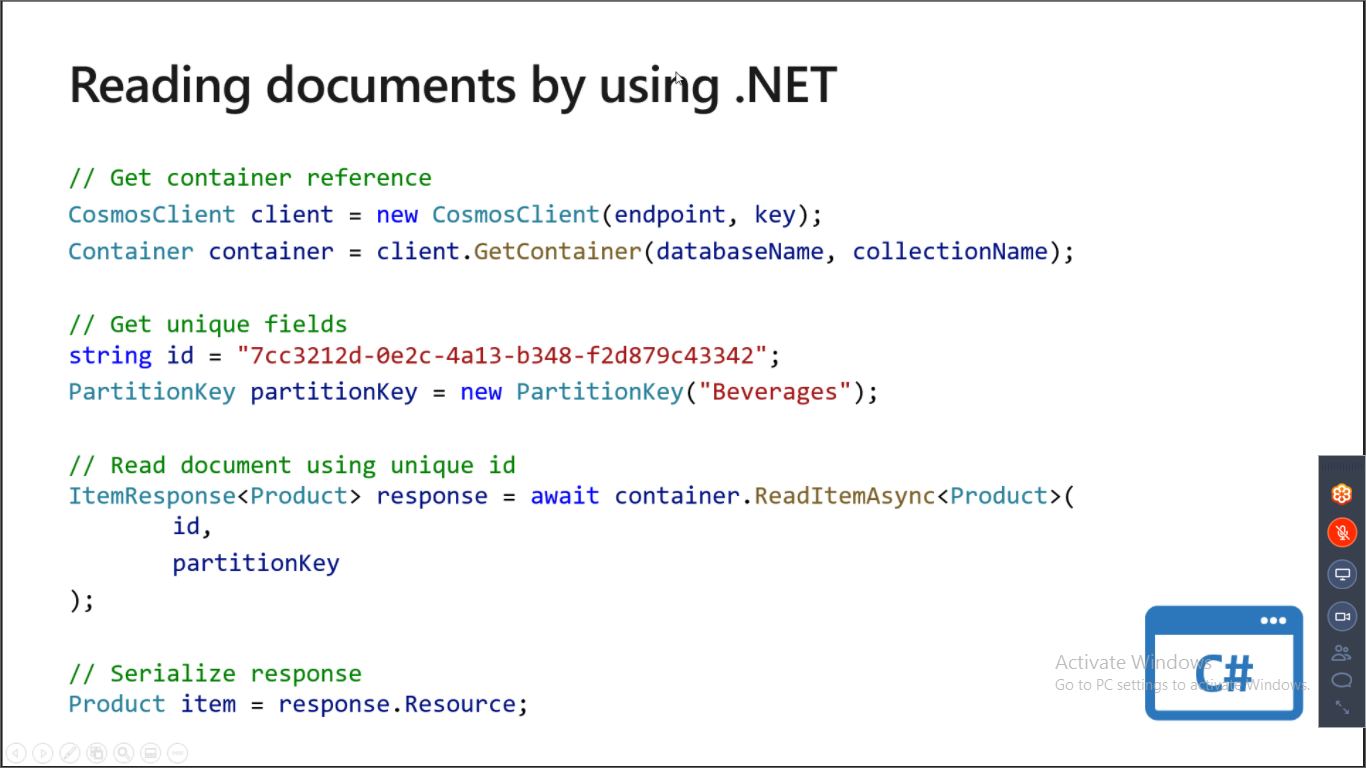 Reading documents by using .NET
// Get container reference
CosmosClient client = new CosmosClient(endpoint, key);
Container container = client.GetContainer(databaseName, collectionName);
// Get unique fields
string id = "7cc3212d-0e2c-4a13-b348-f2d879c43342";
PartitionKey partitionKey = new PartitionKey("Beverages");
// Read document using unique id
ItemResponse<Product> response = await container.ReadItemAsync<Product>(
id,
partitionKey
);
// Serialize response
Product item = response.Resource;
C#
Activate Windows
Go to PC settings to activate Windows.